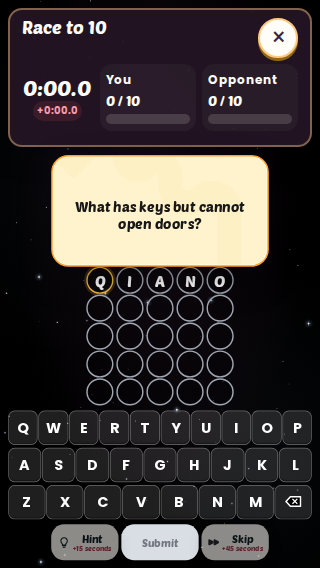 Race to 10
×
0:00.0
+0:00.0
You
0 / 10
Opponent
0 / 10
What has keys but cannot
open doors?
Q I A N O
Q W E R T Y U I O P
A S D F G H J K L
Z X C V B N M
Hint
+15 seconds
Submit
Skip
+45 seconds